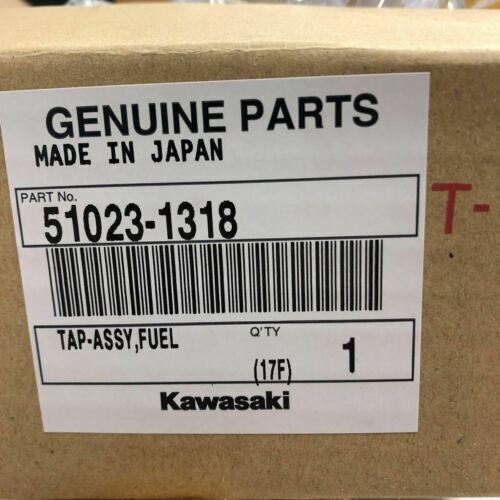 GENUINE PARTS
MADE IN JAPAN
PART No.
51023-1318
TAP-ASSY,FUEL
Q'TY
(17F)
1
Kawasaki
T-